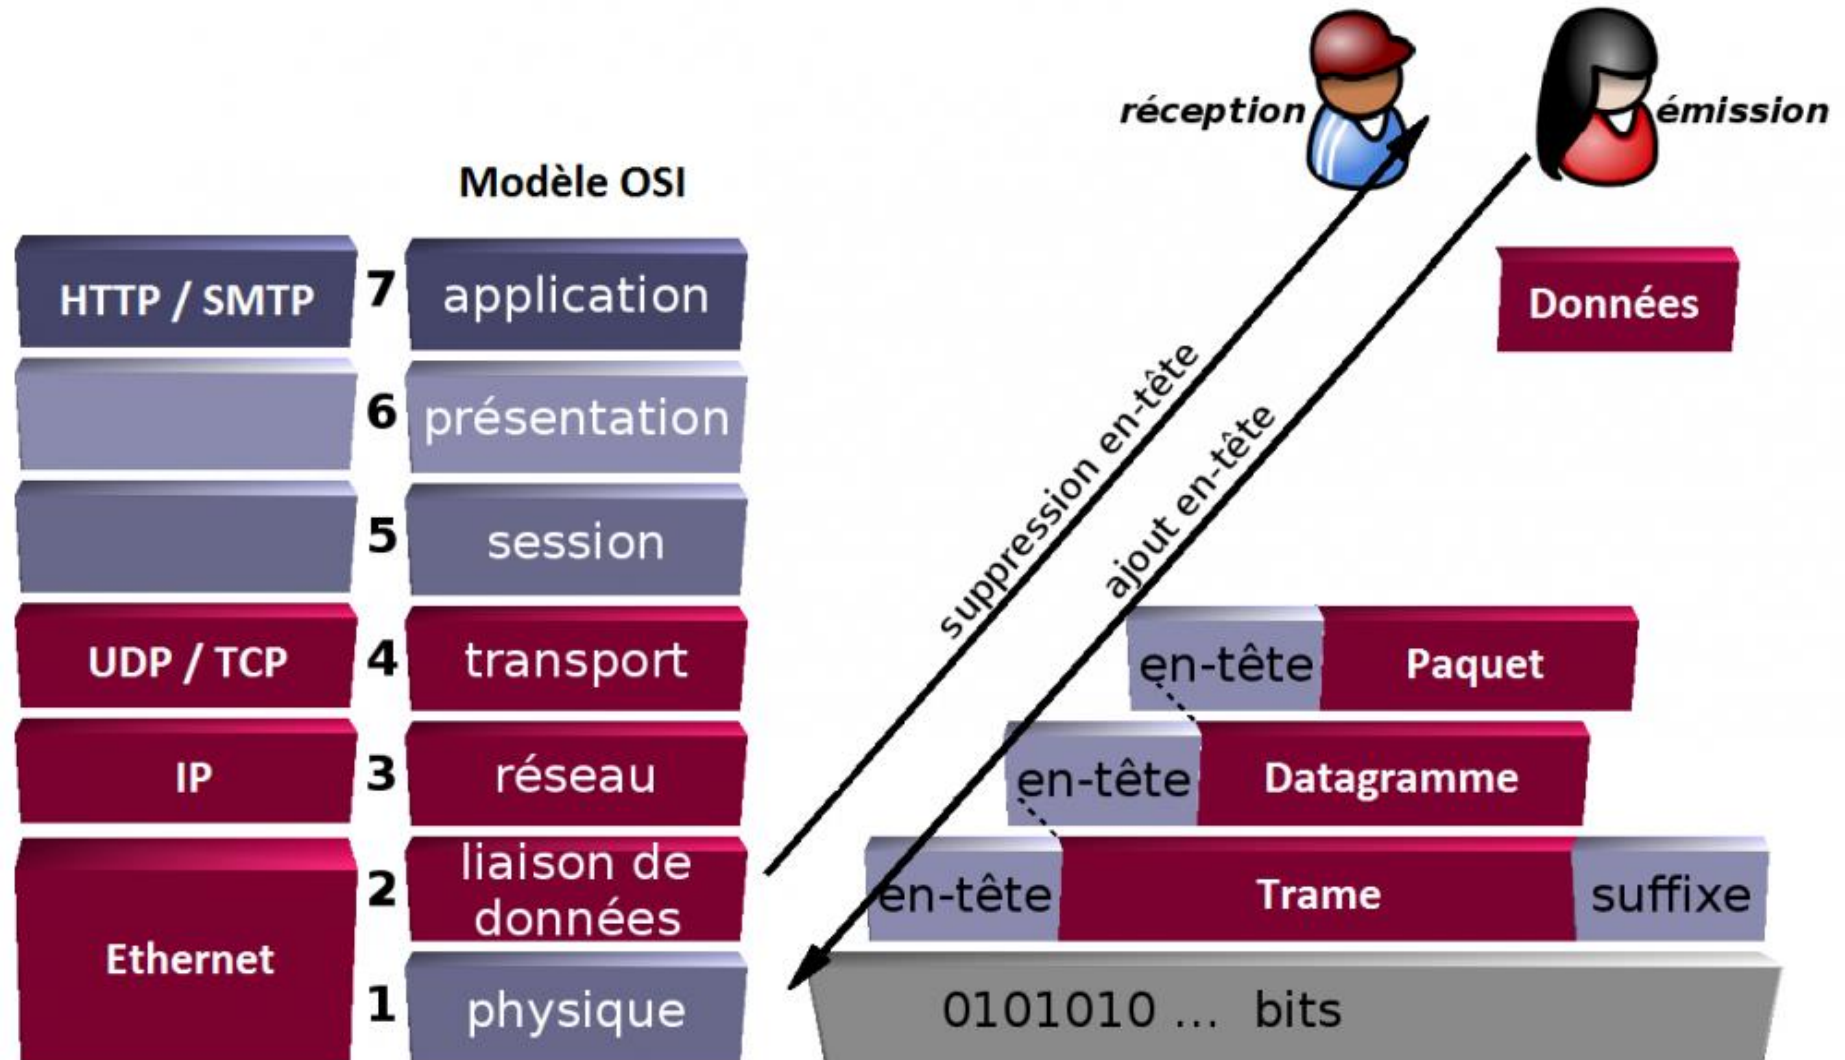 réception
émission
Modèle OSI
HTTP / SMTP
7
application
Données
6
présentation
5
session
suppression en-tête
ajout en-tête
UDP / TCP
4
transport
en-tête
Paquet
IP
3
réseau
en-tête
Datagramme
Ethernet
2
liaison de
données
en-tête
Trame
suffixe
1
physique
0101010 ... bits